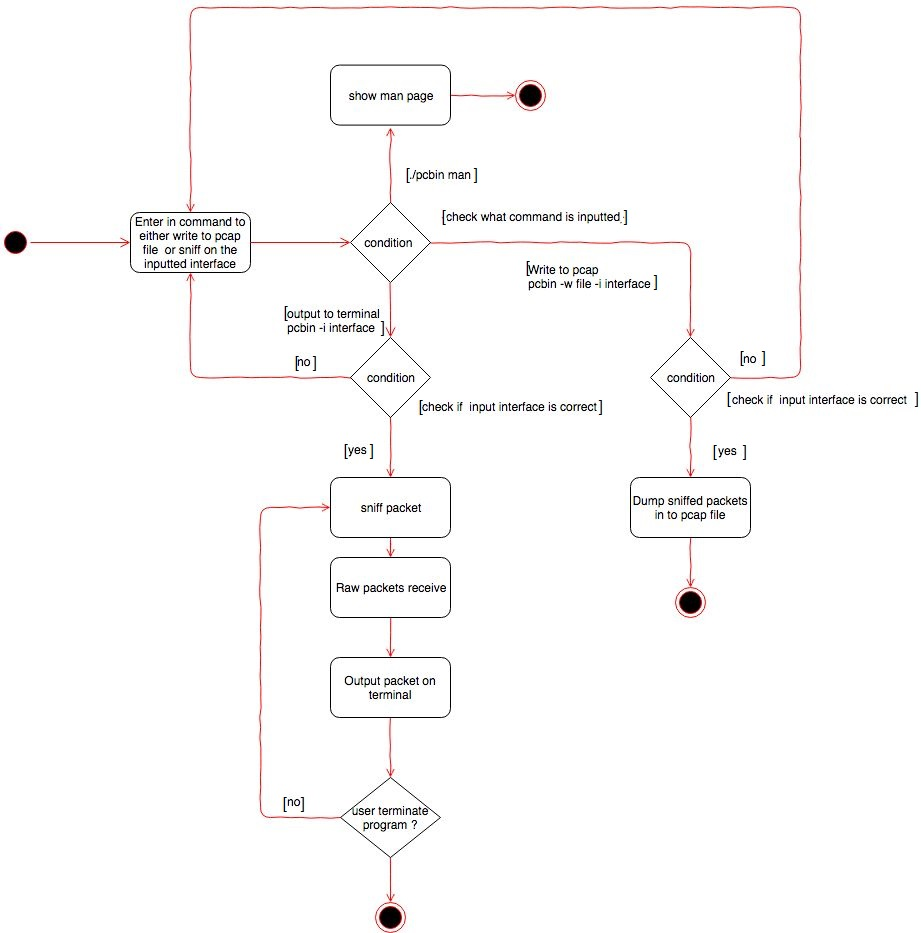 show man page
[./pcbin man ]
[check what command is inputted.]
Enter in command to
either write to pcap
file or sniff on the
inputted interface
condition
[Write to pcap
pcbin -w file -i interface ]
[output to terminal
pcbin -i interface ]
[no ]
condition
[check if input interface is correct]
condition
[no ]
[check if input interface is correct ]
[yes ]
[yes ]
sniff packet
Dump sniffed packets
in to pcap file
Raw packets receive
Output packet on
terminal
[no]
user terminate
program ?